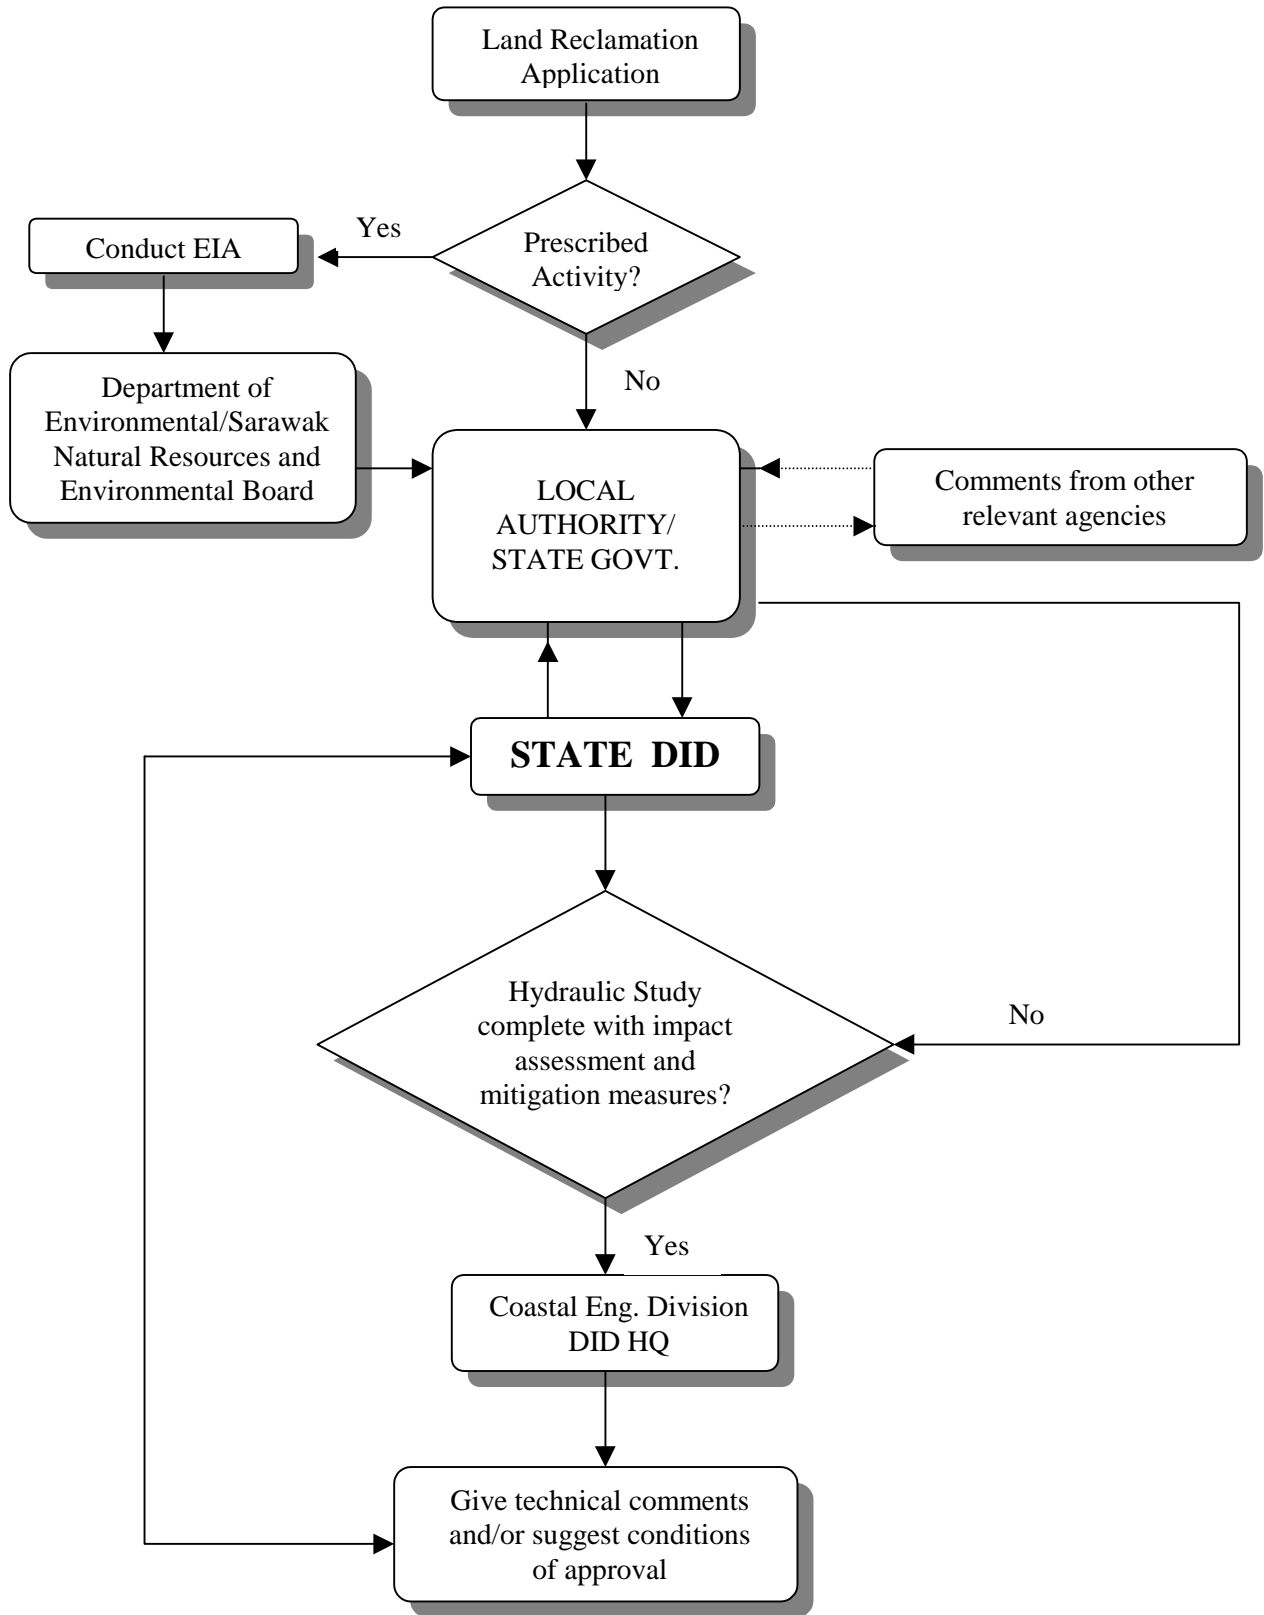 Land Reclamation
Application
Yes
Conduct EIA
Prescribed
Activity?
No
Department of
Environmental/Sarawak
Natural Resources and
Environmental Board
LOCAL
AUTHORITY/
STATE GOVT.
Comments from other
relevant agencies
STATE DID
Hydraulic Study
complete with impact
assessment and
mitigation measures?
No
Yes
Coastal Eng. Division
DID HQ
Give technical comments
and/or suggest conditions
of approval